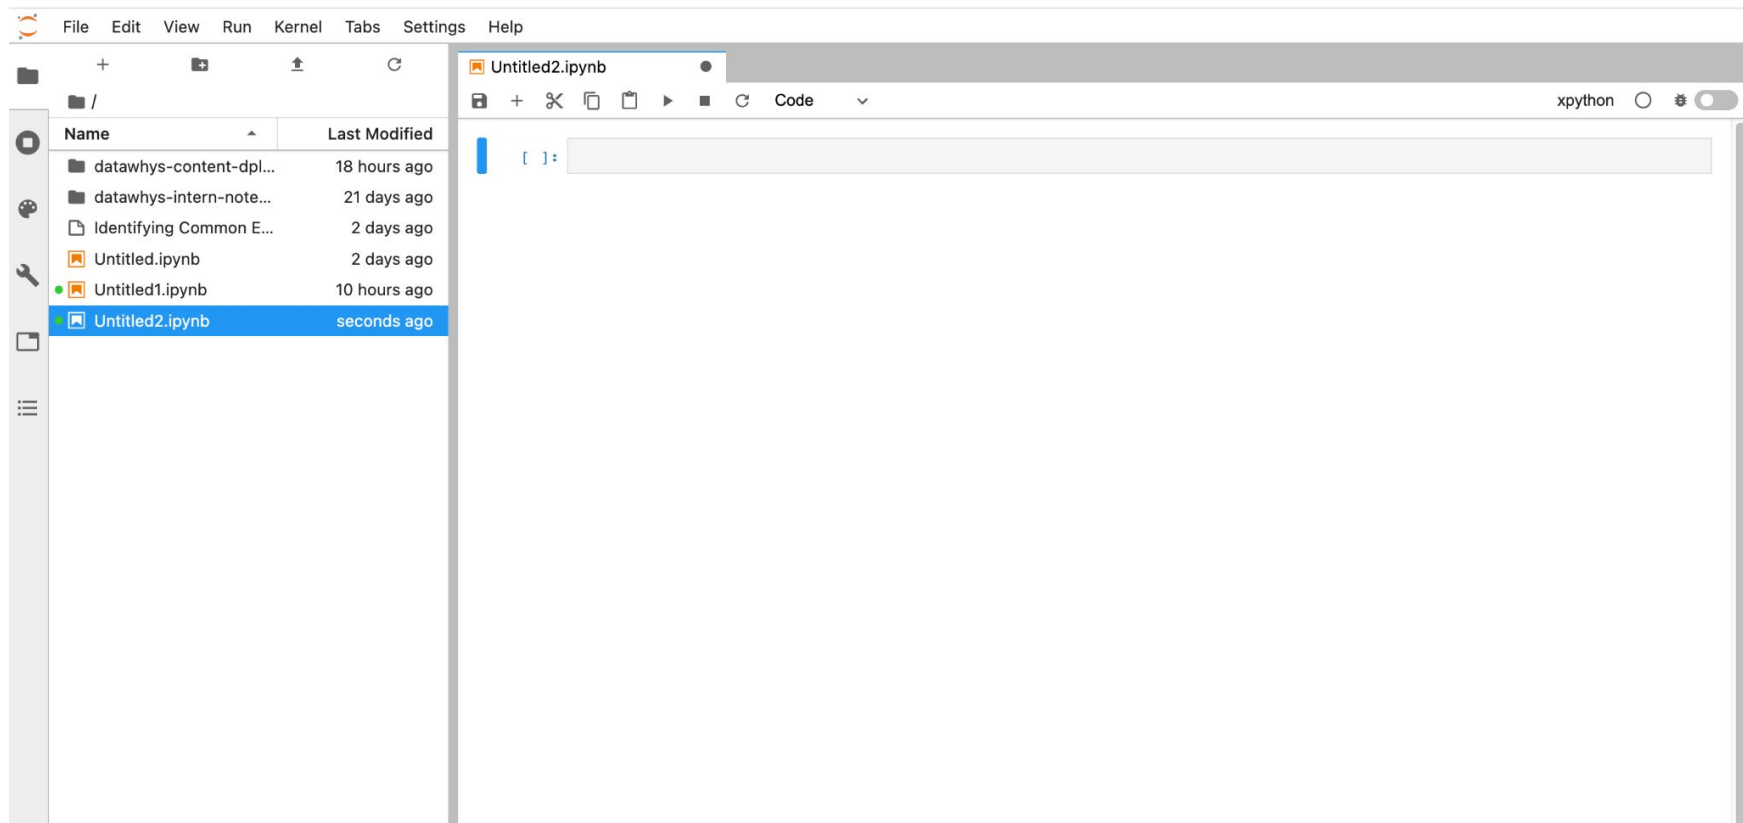 File Edit View Run Kernel Tabs Settings Help
Untitled2.ipynb
/
Code
xpython
Name Last Modified
datawhys-content-dpl... 18 hours ago
datawhys-intern-note... 21 days ago
Identifying Common E... 2 days ago
Untitled.ipynb 2 days ago
Untitled1.ipynb 10 hours ago
Untitled2.ipynb seconds ago
[ ]: